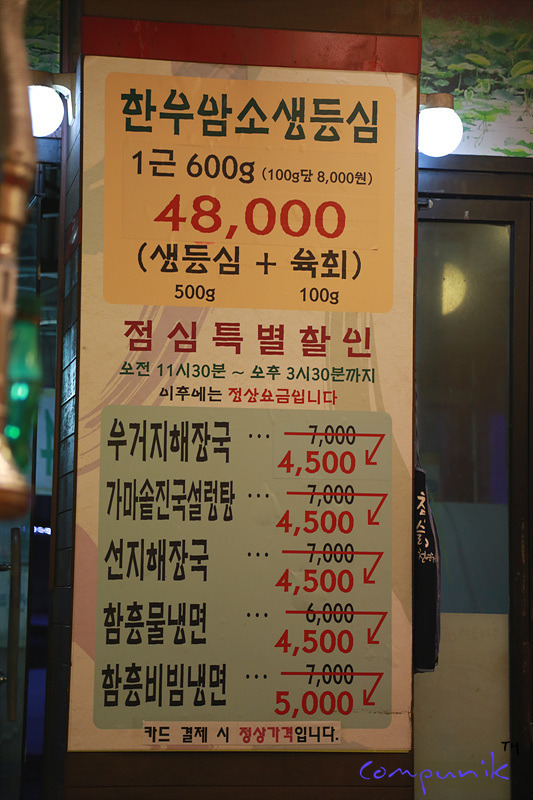 한우암소생등심
1근 600g (100g당 8,000원)
48,000
(생등심 + 육회)
500g 100g
점심특별할인
오전 11시30분 ~ 오후 3시30분까지
이후에는 정상요금입니다
우거지해장국 ··· 7,000
4,500
가마솥진국설렁탕 ··· 7,000
4,500
선지해장국 ··· 7,000
4,500
함흥물냉면 ··· 6,000
4,500
함흥비빔냉면 ··· 7,000
5,000
카드 결제 시 정상가격입니다.
참숯
compunik TM